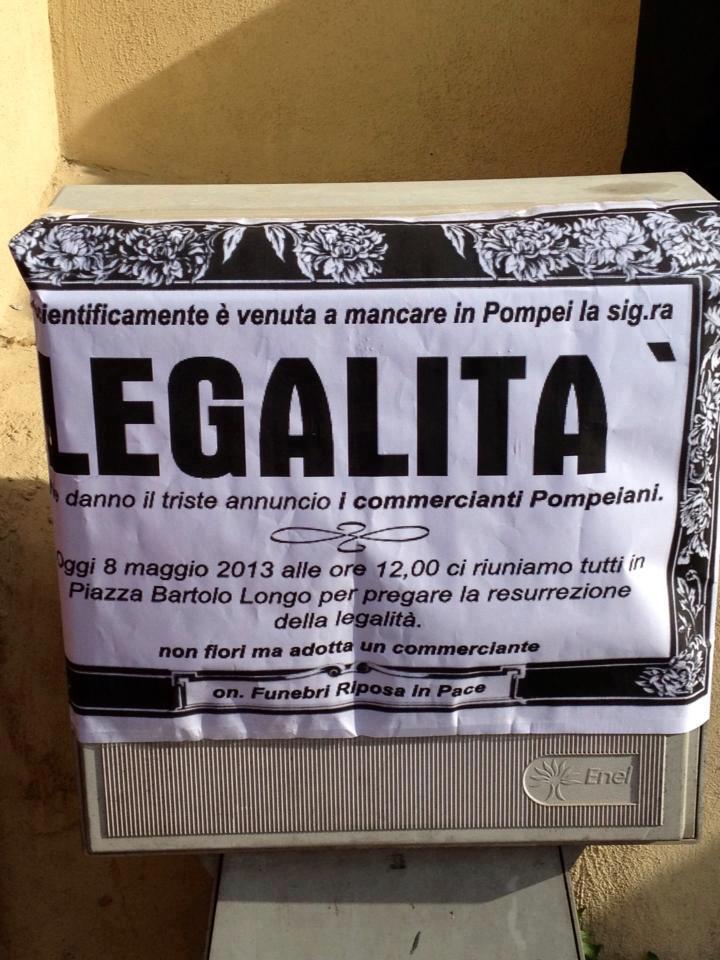 è venuta a mancare in Pompei la sig.ra
LEGALITA`
danno il triste annuncio i commercianti Pompeiani.
Oggi 8 maggio 2013 alle ore 12,00 ci riuniamo tutti in
Piazza Bartolo Longo per pregare la resurrezione
della legalità.
non fiori ma adotta un commerciante
on. Funebri Riposa in Pace
Enel